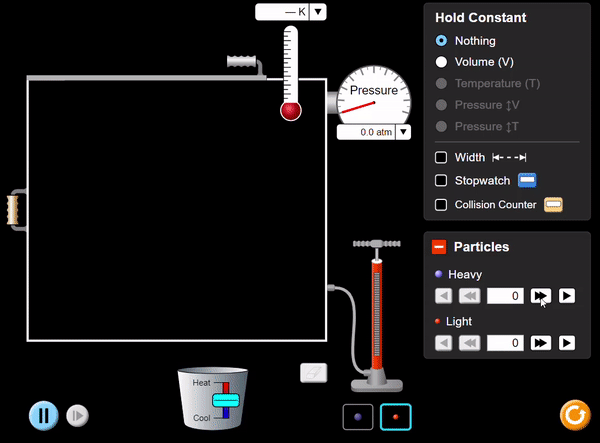 — K
Pressure
0.0 atm
Heat
Cool
Hold Constant
Nothing
Volume (V)
Temperature (T)
Pressure ↕V
Pressure ↕T
Width
Stopwatch
Collision Counter
Particles
Heavy
0
Light
0